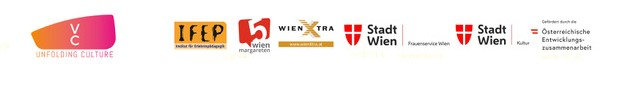 VC
UNFOLDING CULTURE
IFEP
Institut für Erlebnispädagogik
5
wien
margareten
WIENXTRA
www.wienxtra.at
Stadt
Wien
Frauenservice Wien
Stadt
Wien
Kultur
Gefördert durch die
Österreichische
Entwicklungs-
zusammenarbeit